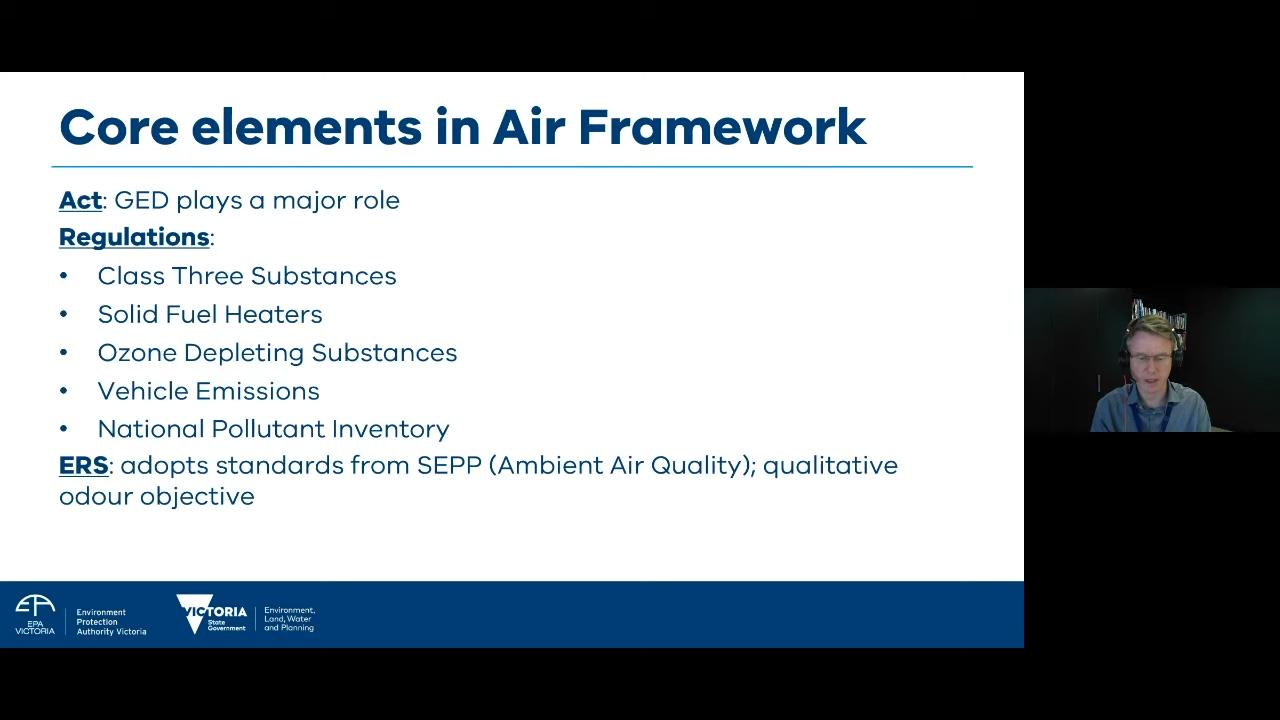 Core elements in Air Framework
Act: GED plays a major role
Regulations:
• Class Three Substances
• Solid Fuel Heaters
• Ozone Depleting Substances
• Vehicle Emissions
• National Pollutant Inventory
ERS: adopts standards from SEPP (Ambient Air Quality); qualitative
odour objective
EPA
VICTORIA
Environment
Protection
Authority Victoria
VICTORIA
State
Government
Environment,
Land, Water
and Planning